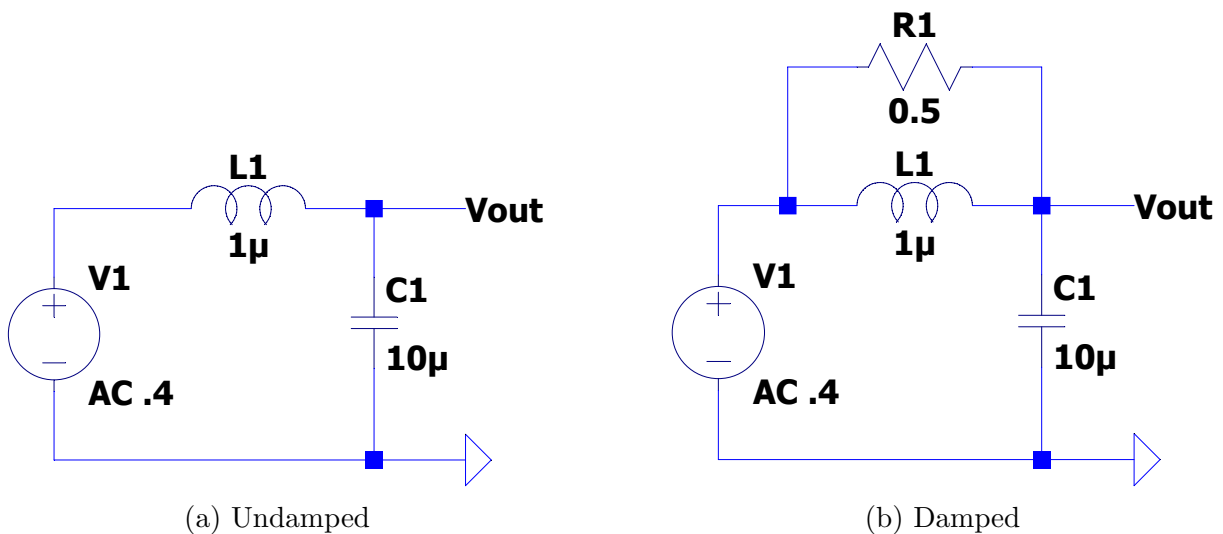 L1
1µ
Vout
V1
AC .4
C1
10µ
(a) Undamped
R1
0.5
L1
1µ
Vout
V1
AC .4
C1
10µ
(b) Damped